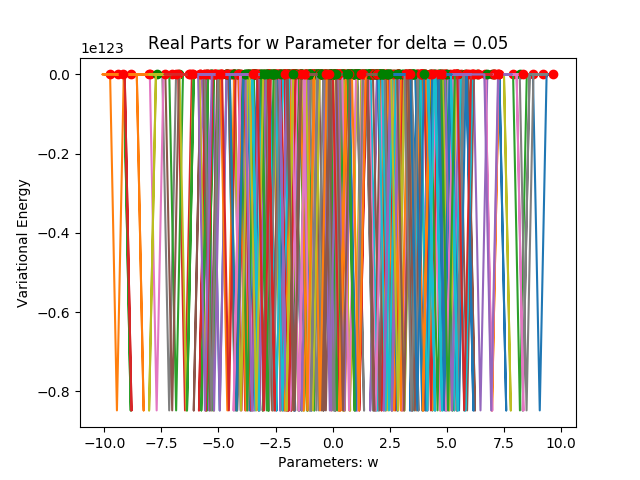 Real Parts for w Parameter for delta = 0.05
1e123
0.0
−0.2
−0.4
−0.6
−0.8
Variational Energy
−10.0 −7.5 −5.0 −2.5 0.0 2.5 5.0 7.5 10.0
Parameters: w